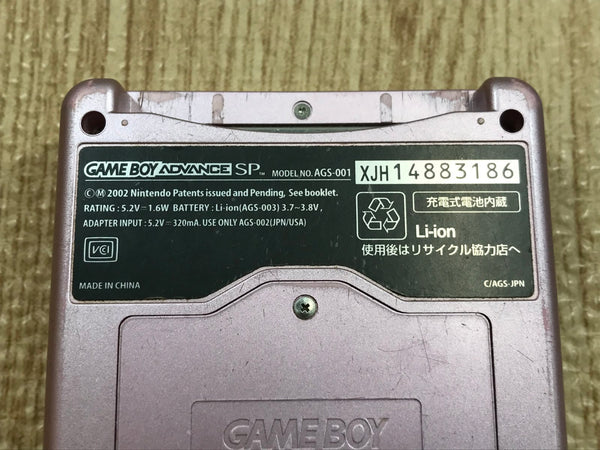 GAME BOY ADVANCE SP™ MODEL NO. AGS-001 XJH14883186
©Ⓜ 2002 Nintendo Patents issued and Pending, See booklet.
RATING : 5.2V⎓1.6W BATTERY : Li-ion(AGS-003) 3.7⎓3.8V ,
ADAPTER INPUT : 5.2V⎓320mA. USE ONLY AGS-002(JPN/USA)
VCI
MADE IN CHINA
充電式電池内蔵
Li-ion
使用後はリサイクル協力店へ
C/AGS-JPN
GAME BOY